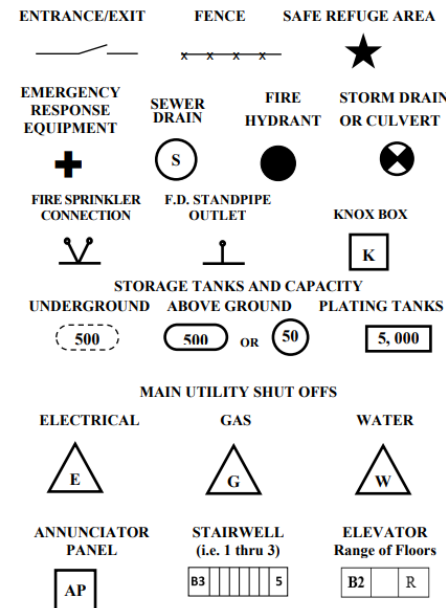 ENTRANCE/EXIT FENCE SAFE REFUGE AREA
x x x x
EMERGENCY RESPONSE EQUIPMENT
SEWER DRAIN
FIRE HYDRANT
STORM DRAIN OR CULVERT
S
FIRE SPRINKLER CONNECTION
F.D. STANDPIPE OUTLET
KNOX BOX
K
STORAGE TANKS AND CAPACITY
UNDERGROUND ABOVE GROUND PLATING TANKS
500 500 OR 50 5, 000
MAIN UTILITY SHUT OFFS
ELECTRICAL GAS WATER
E G W
ANNUNCIATOR PANEL
STAIRWELL (i.e. 1 thru 3)
ELEVATOR Range of Floors
AP B3 5 B2 R